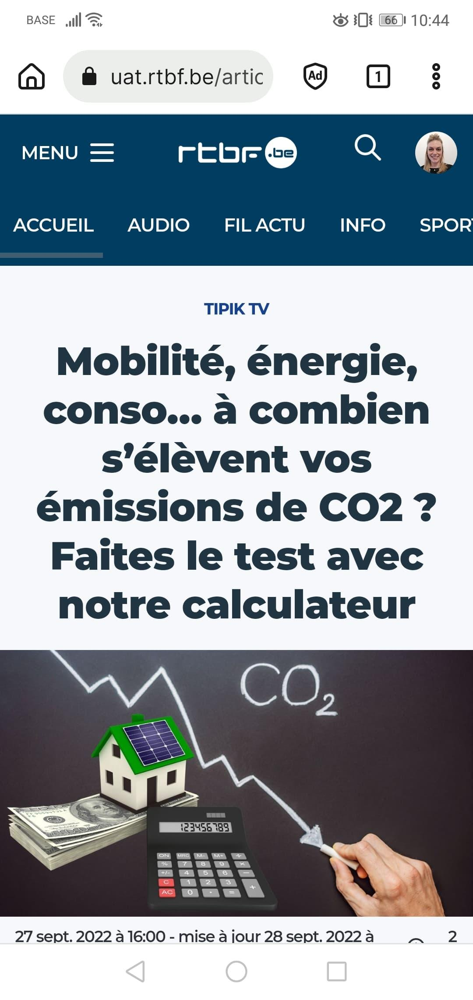 BASE 66 10:44
uat.rtbf.be/artic Ad 1
MENU rtbf .be
ACCUEIL AUDIO FIL ACTU INFO SPORT
TIPIK TV
Mobilité, énergie,
conso... à combien
s’élèvent vos
émissions de CO2 ?
Faites le test avec
notre calculateur
CO2
123456789
ON MRC M- M+ ÷
% 7 8 9 ×
+/- 4 5 6 −
C 1 2 3 +
AC 0 . =
27 sept. 2022 à 16:00 - mise à jour 28 sept. 2022 à 2